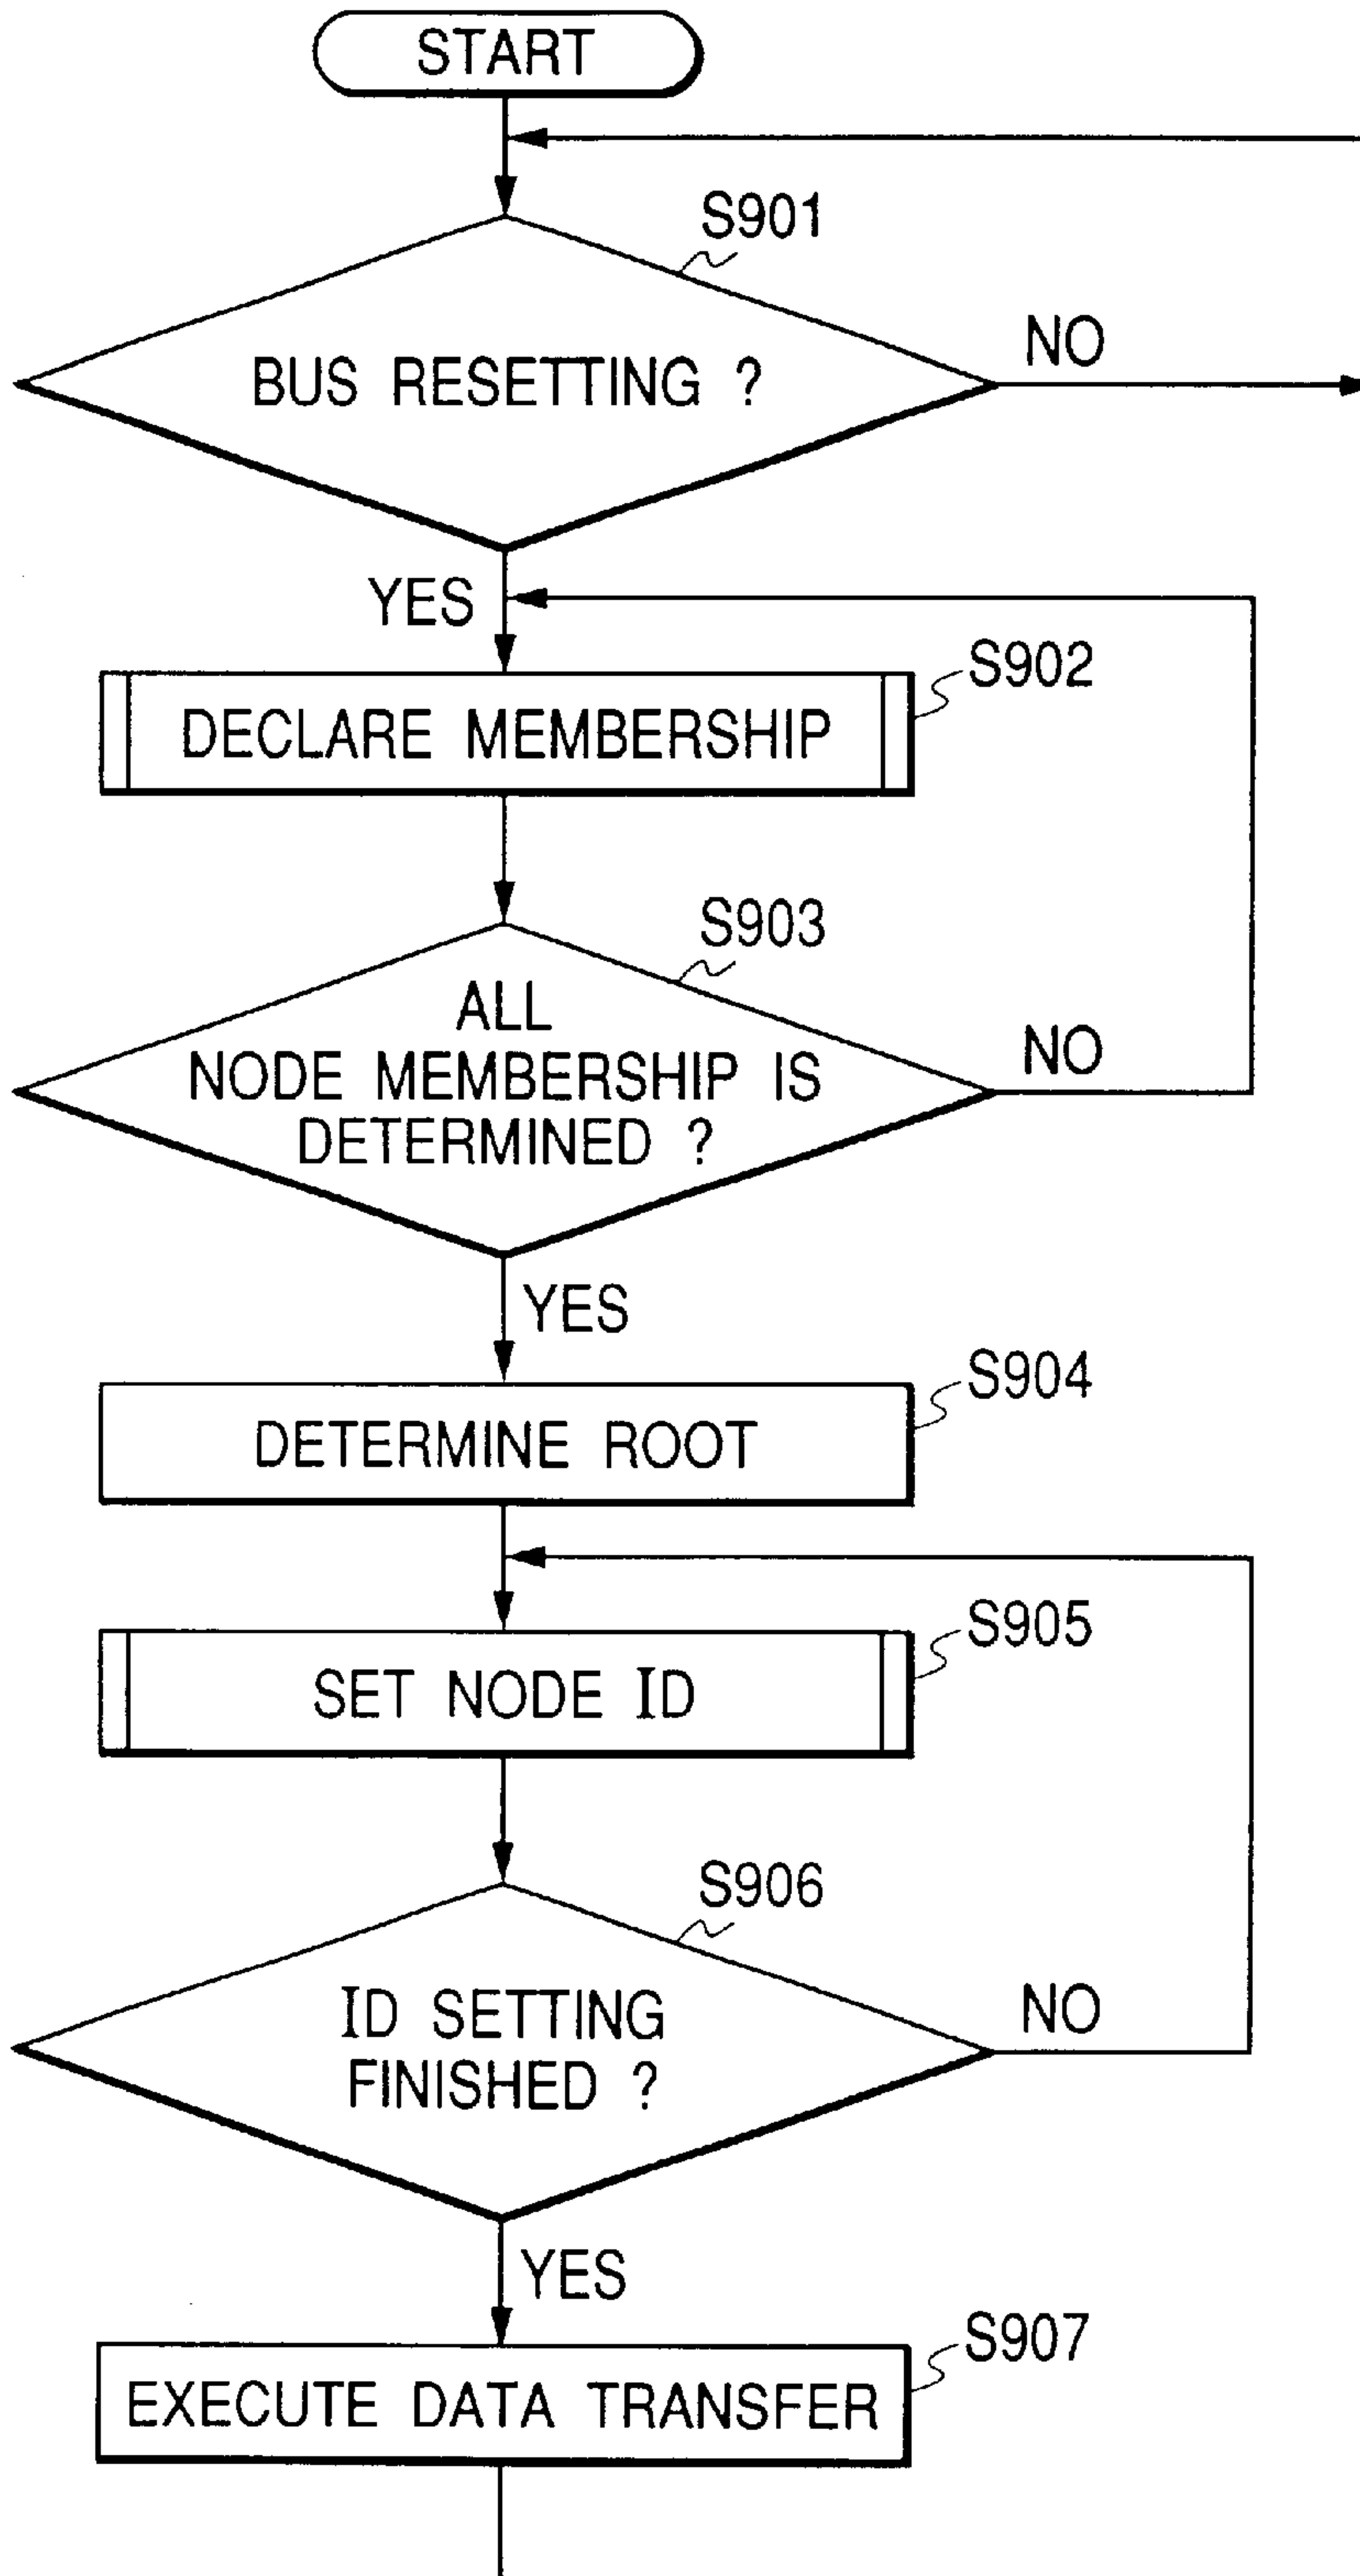 START
S901
BUS RESETTING ?
NO
YES
S902
DECLARE MEMBERSHIP
S903
ALL
NODE MEMBERSHIP IS
DETERMINED ?
NO
YES
S904
DETERMINE ROOT
S905
SET NODE ID
S906
ID SETTING
FINISHED ?
NO
YES
S907
EXECUTE DATA TRANSFER